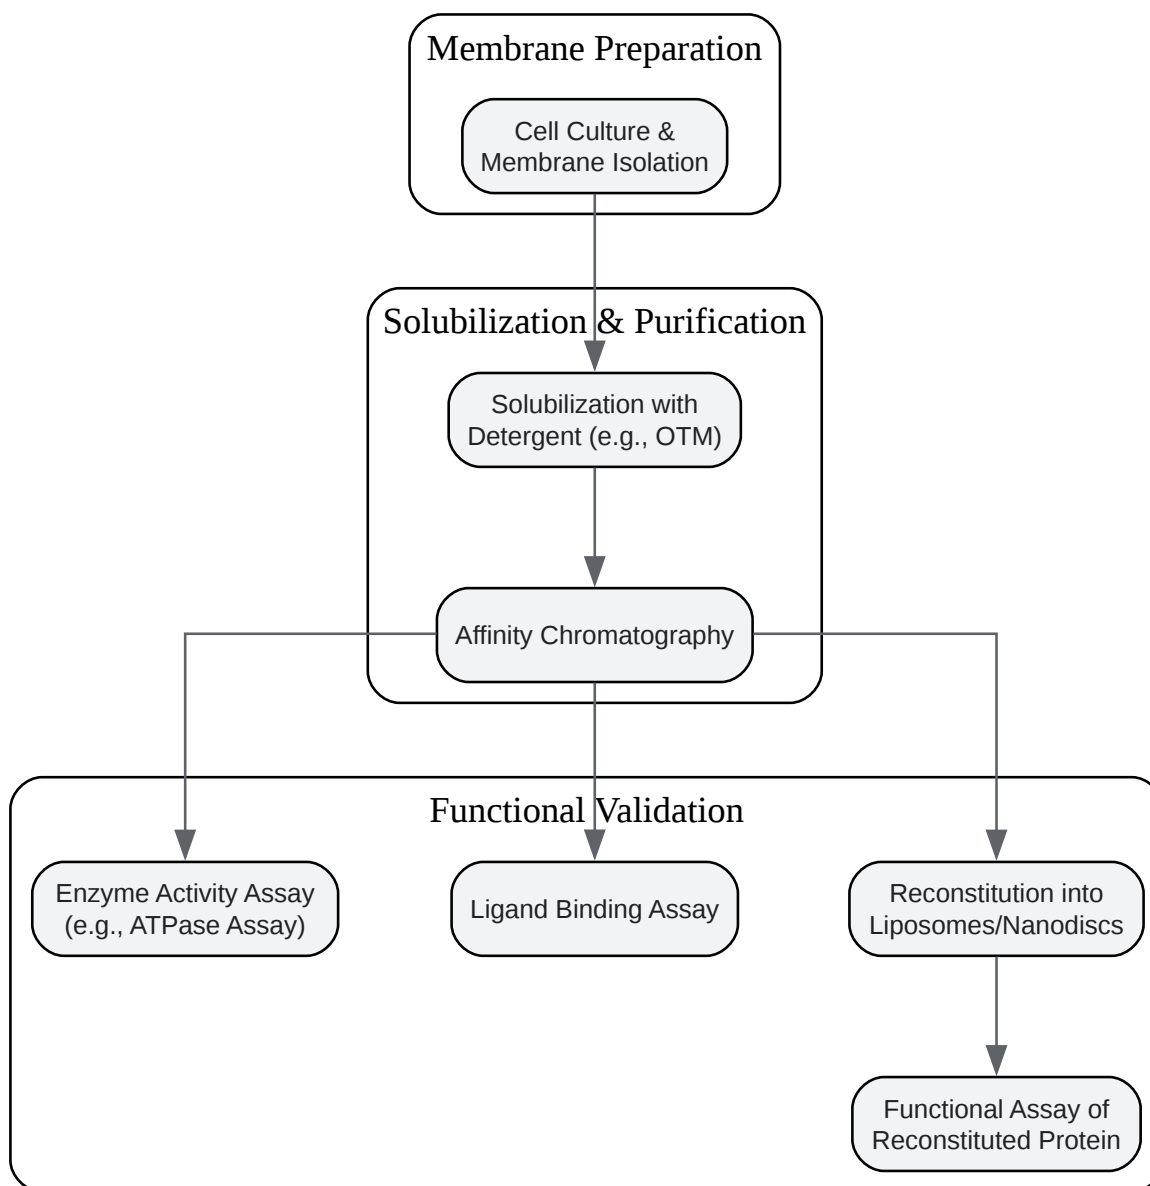 Membrane Preparation
Cell Culture &
Membrane Isolation
Solubilization & Purification
Solubilization with
Detergent (e.g., OTM)
Affinity Chromatography
Functional Validation
Enzyme Activity Assay
(e.g., ATPase Assay)
Ligand Binding Assay
Reconstitution into
Liposomes/Nanodiscs
Functional Assay of
Reconstituted Protein